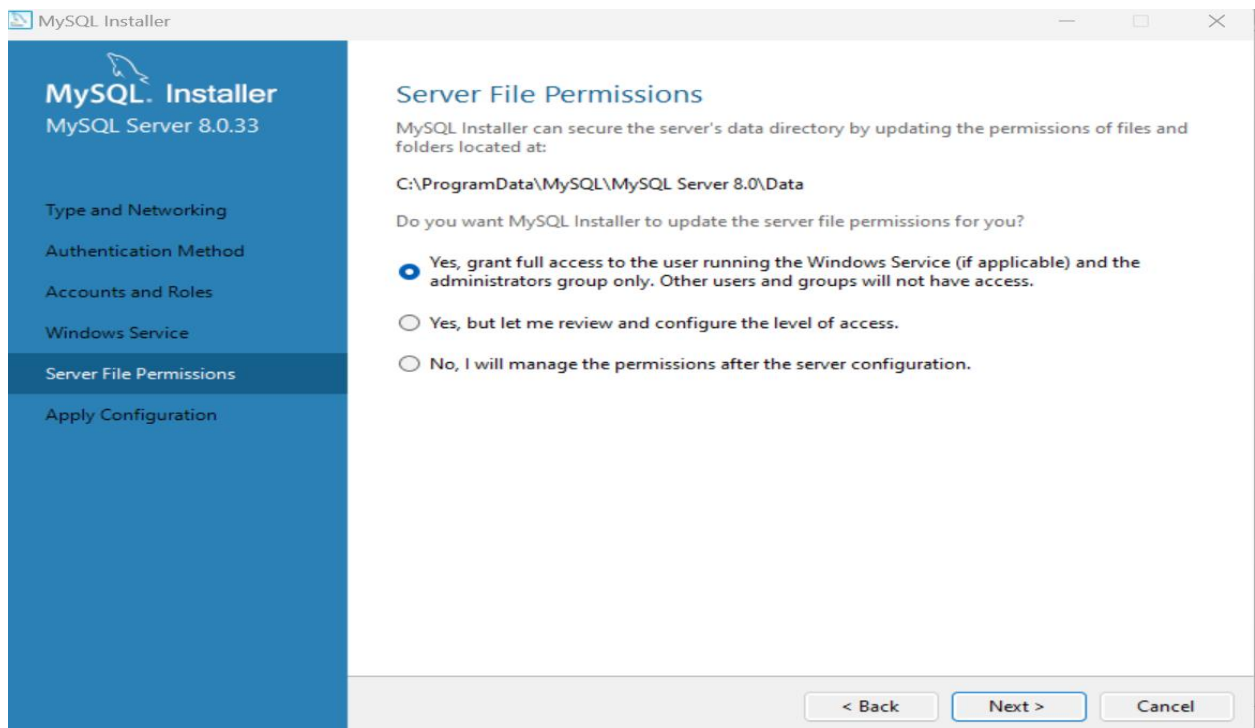 MySQL Installer
MySQL. Installer
MySQL Server 8.0.33
Type and Networking
Authentication Method
Accounts and Roles
Windows Service
Server File Permissions
Apply Configuration
Server File Permissions
MySQL Installer can secure the server's data directory by updating the permissions of files and
folders located at:
C:\ProgramData\MySQL\MySQL Server 8.0\Data
Do you want MySQL Installer to update the server file permissions for you?
Yes, grant full access to the user running the Windows Service (if applicable) and the
administrators group only. Other users and groups will not have access.
Yes, but let me review and configure the level of access.
No, I will manage the permissions after the server configuration.
< Back
Next >
Cancel